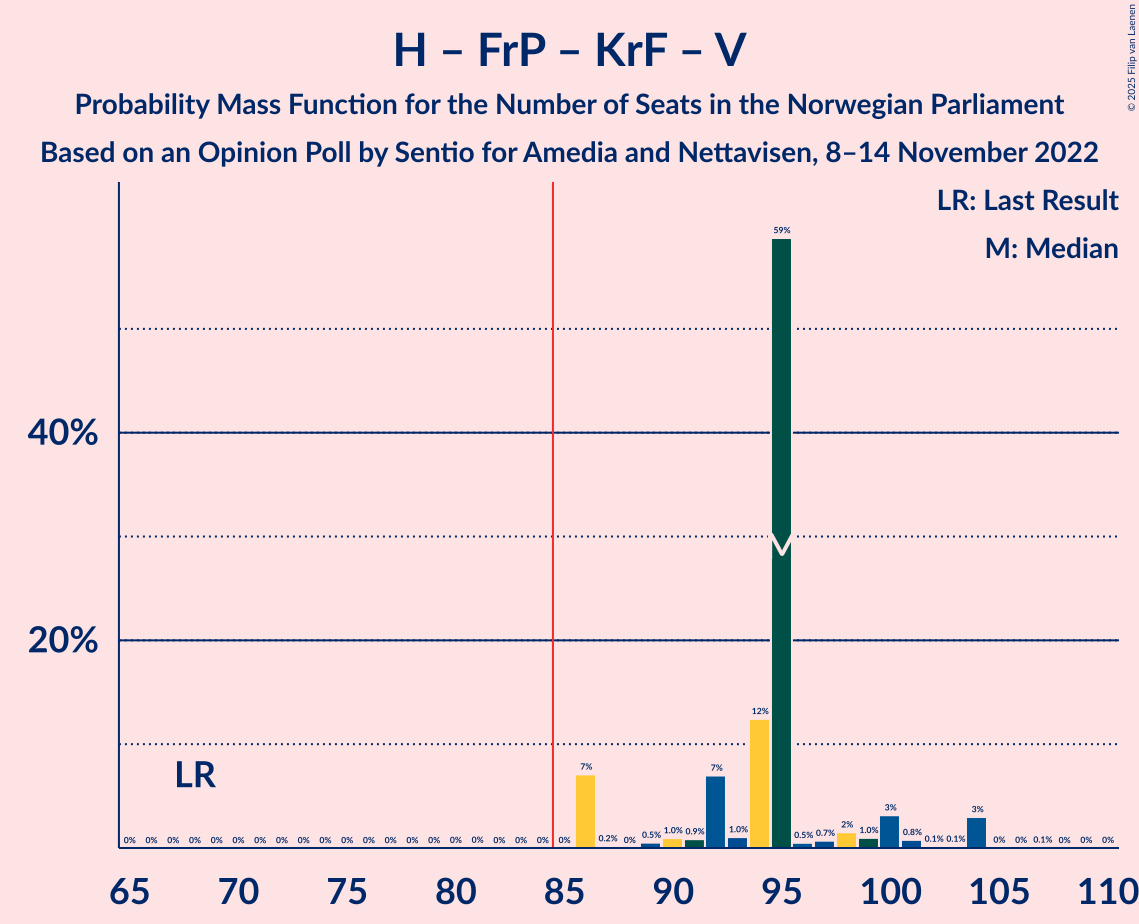 H – FrP – KrF – V
Probability Mass Function for the Number of Seats in the Norwegian Parliament
Based on an Opinion Poll by Sentio for Amedia and Nettavisen, 8–14 November 2022
© 2025 Filip van Laenen
LR: Last Result
M: Median
59%
40%
20%
12%
LR
7% 7%
0% 0% 0% 0% 0% 0% 0% 0% 0% 0% 0% 0% 0% 0% 0% 0% 0% 0% 0% 0% 0% 0.2% 0% 0.5% 1.0% 0.9% 1.0% 0.5% 0.7% 2% 1.0% 3% 0.8% 0.1% 0.1% 3% 0% 0% 0.1% 0% 0% 0%
65 70 75 80 85 90 95 100 105 110